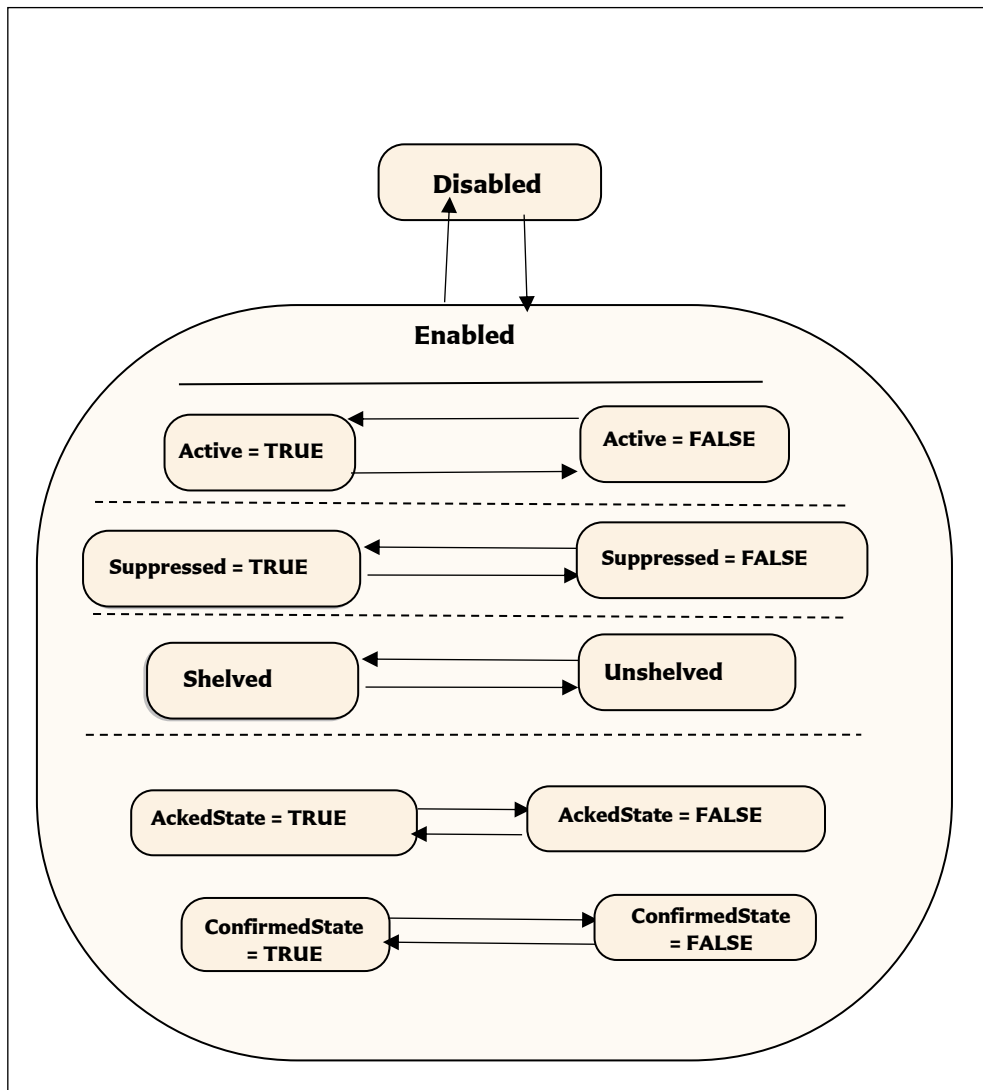 Disabled
Enabled
Active = TRUE
Active = FALSE
Suppressed = TRUE
Suppressed = FALSE
Shelved
Unshelved
AckedState = TRUE
AckedState = FALSE
ConfirmedState
= TRUE
ConfirmedState
= FALSE